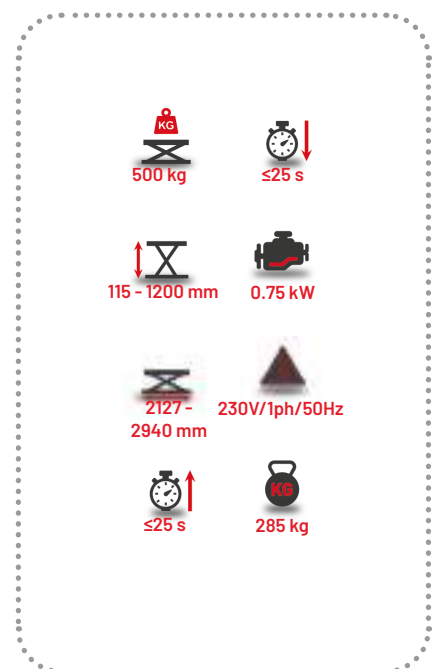 KG
500 kg
≤25 s
115 - 1200 mm
0.75 kW
2127 -
2940 mm
230V/1ph/50Hz
≤25 s
KG
285 kg